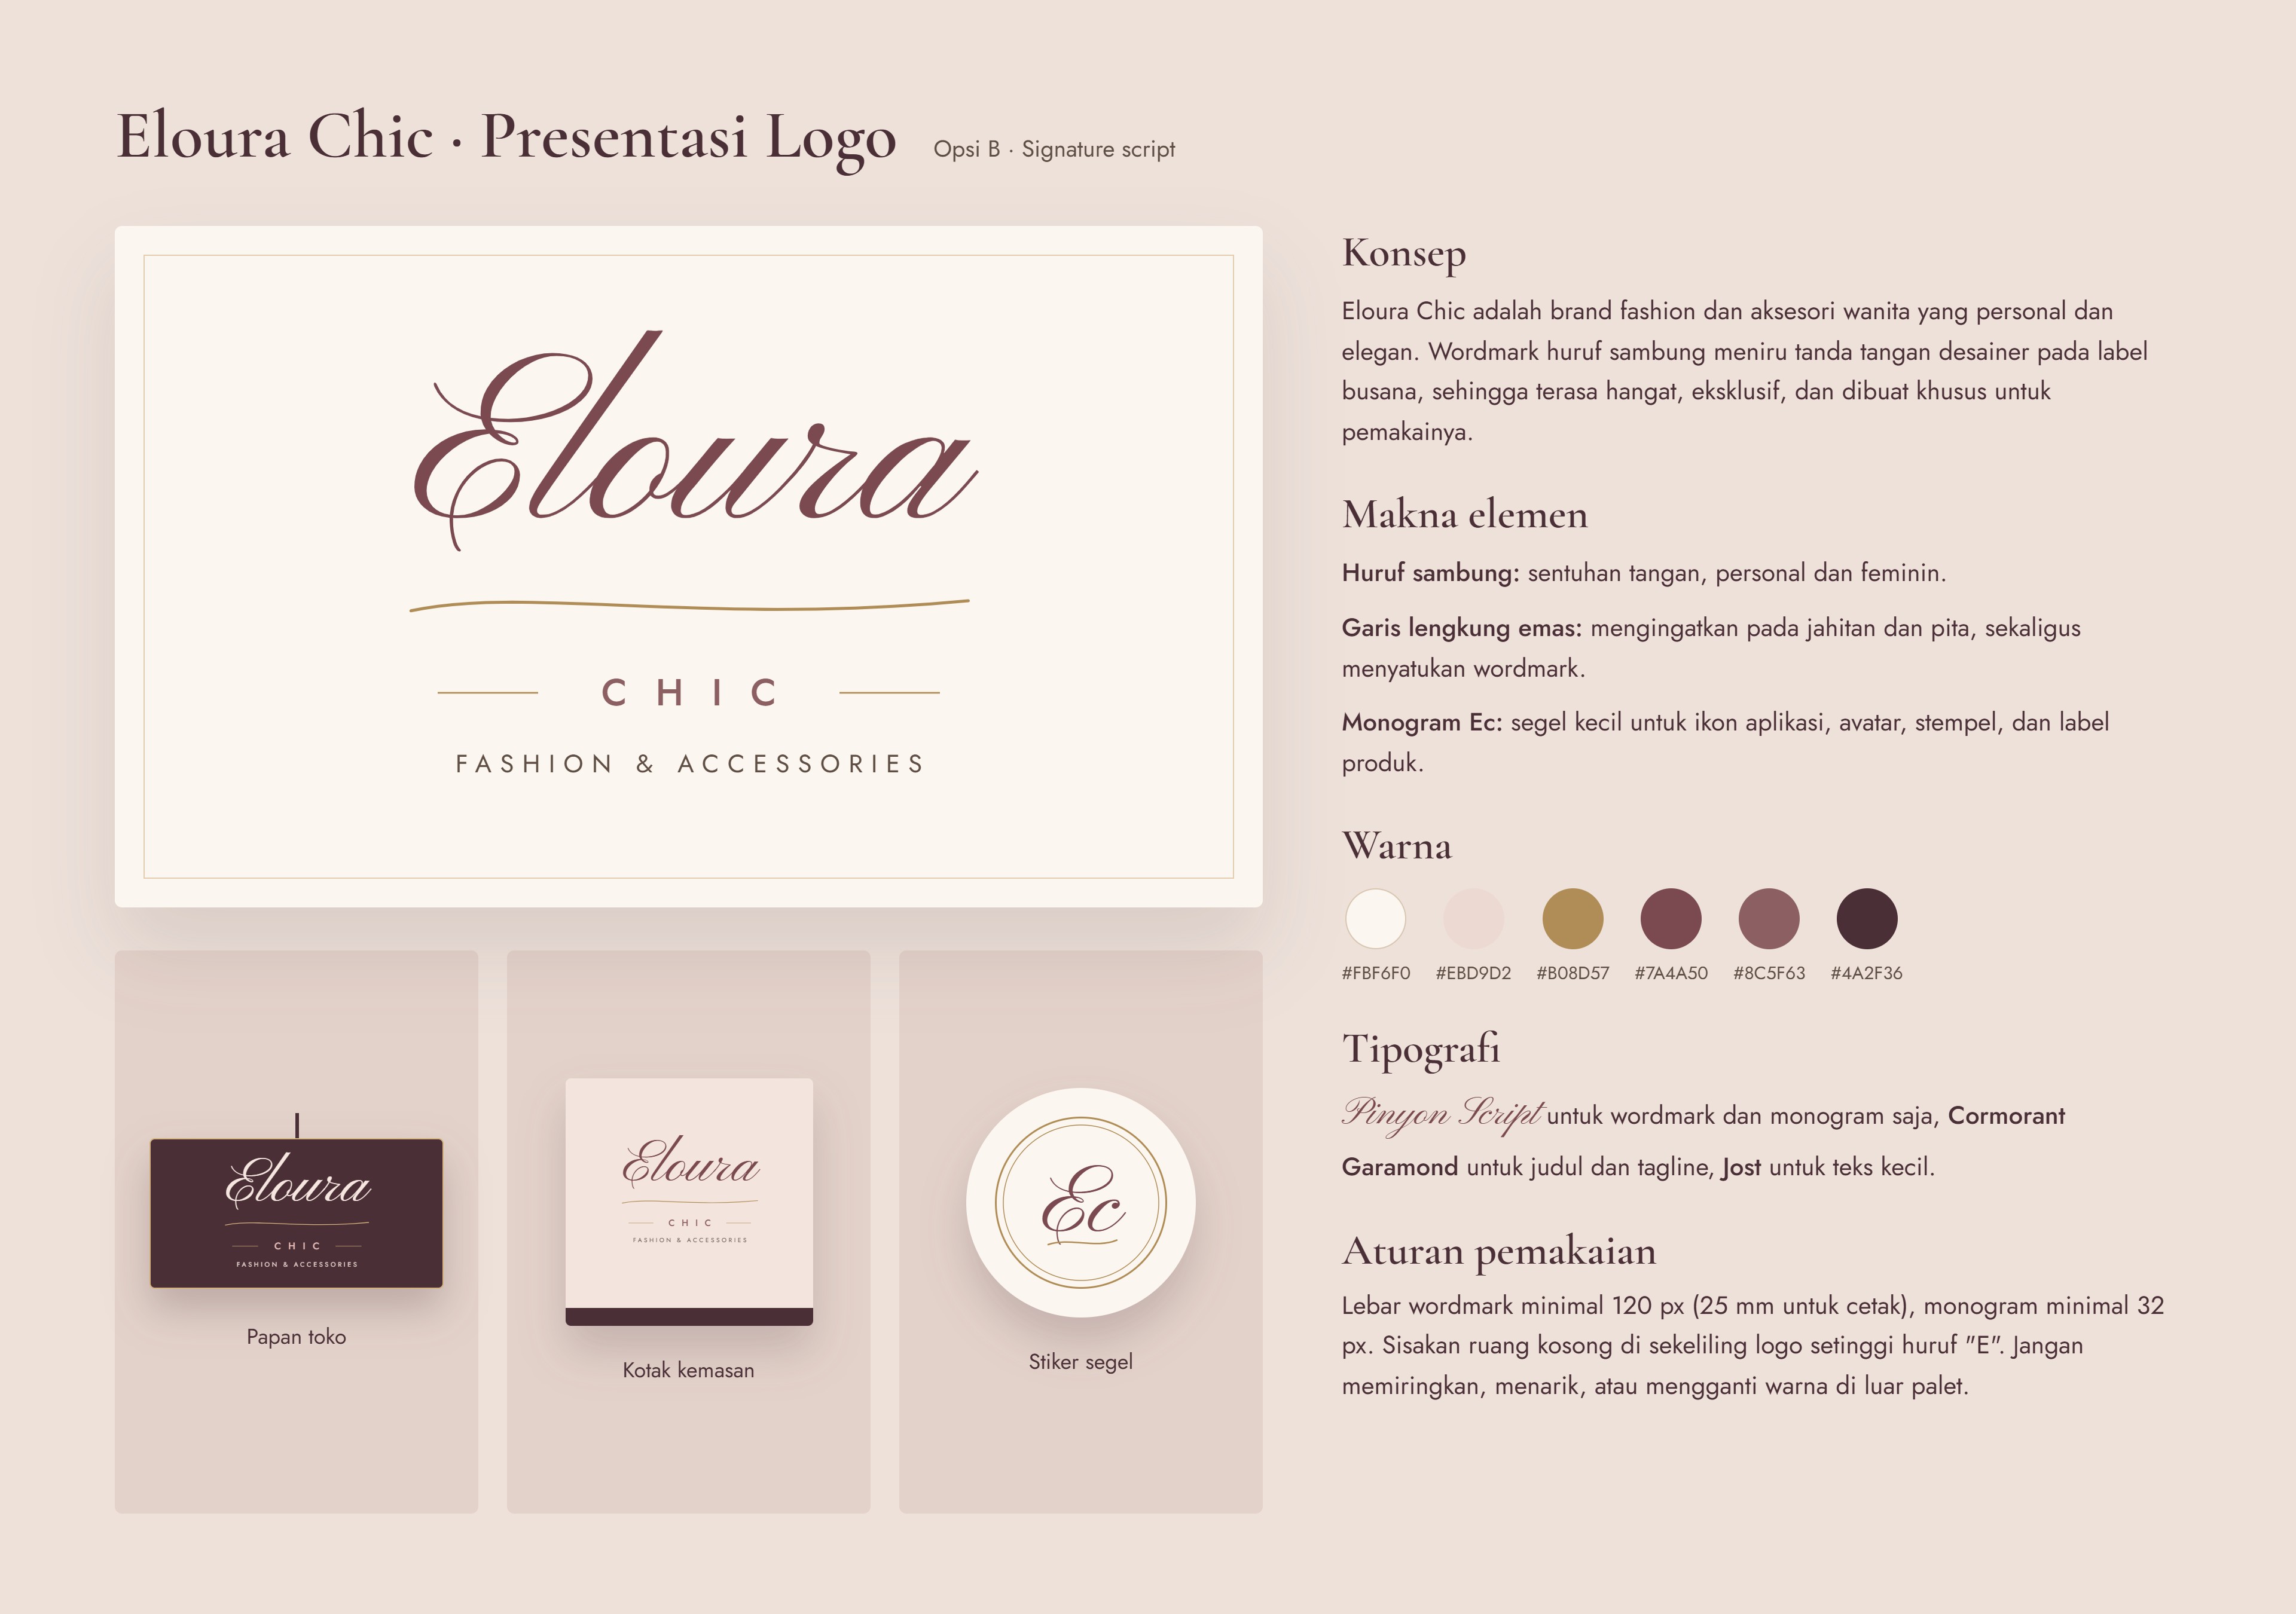 Eloura Chic · Presentasi Logo
Opsi B · Signature script
Eloura
CHIC
FASHION & ACCESSORIES
Eloura
CHIC
FASHION & ACCESSORIES
Papan toko
Eloura
CHIC
FASHION & ACCESSORIES
Kotak kemasan
Ec
Stiker segel
Konsep
Eloura Chic adalah brand fashion dan aksesori wanita yang personal dan
elegan. Wordmark huruf sambung meniru tanda tangan desainer pada label
busana, sehingga terasa hangat, eksklusif, dan dibuat khusus untuk
pemakainya.
Makna elemen
Huruf sambung: sentuhan tangan, personal dan feminin.
Garis lengkung emas: mengingatkan pada jahitan dan pita, sekaligus
menyatukan wordmark.
Monogram Ec: segel kecil untuk ikon aplikasi, avatar, stempel, dan label
produk.
Warna
#FBF6F0 #EBD9D2 #B08D57 #7A4A50 #8C5F63 #4A2F36
Tipografi
Pinyon Script untuk wordmark dan monogram saja, Cormorant
Garamond untuk judul dan tagline, Jost untuk teks kecil.
Aturan pemakaian
Lebar wordmark minimal 120 px (25 mm untuk cetak), monogram minimal 32
px. Sisakan ruang kosong di sekeliling logo setinggi huruf "E". Jangan
memiringkan, menarik, atau mengganti warna di luar palet.